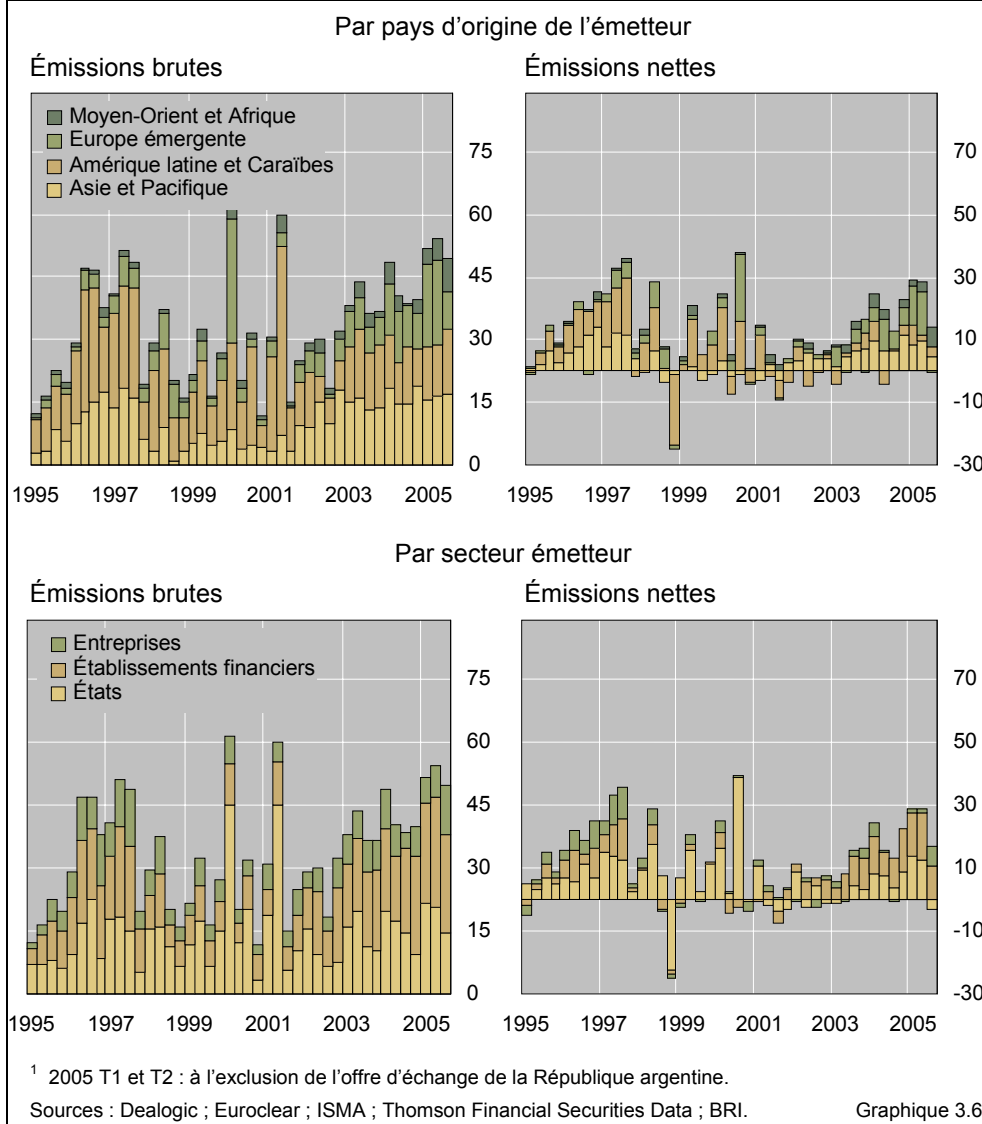 Par pays d’origine de l’émetteur
Émissions brutes
Moyen-Orient et Afrique
Europe émergente
Amérique latine et Caraïbes
Asie et Pacifique
75
60
45
30
15
0
1995 1997 1999 2001 2003 2005
Émissions nettes
70
50
30
10
-10
-30
1995 1997 1999 2001 2003 2005
Par secteur émetteur
Émissions brutes
Entreprises
Établissements financiers
États
75
60
45
30
15
0
1995 1997 1999 2001 2003 2005
Émissions nettes
70
50
30
10
-10
-30
1995 1997 1999 2001 2003 2005
1 2005 T1 et T2 : à l’exclusion de l’offre d’échange de la République argentine.
Sources : Dealogic ; Euroclear ; ISMA ; Thomson Financial Securities Data ; BRI. Graphique 3.6